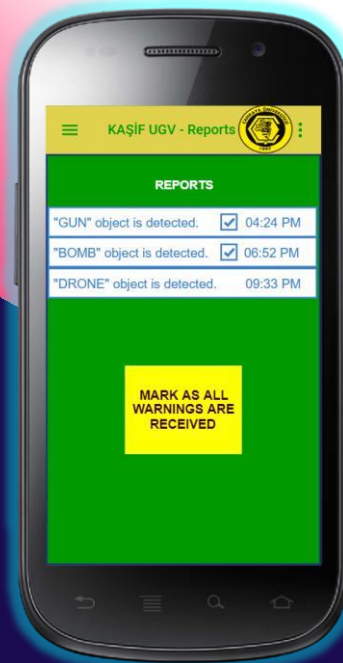 KAŞİF UGV - Reports
REPORTS
"GUN" object is detected. 04:24 PM
"BOMB" object is detected. 06:52 PM
"DRONE" object is detected. 09:33 PM
MARK AS ALL
WARNINGS ARE
RECEIVED